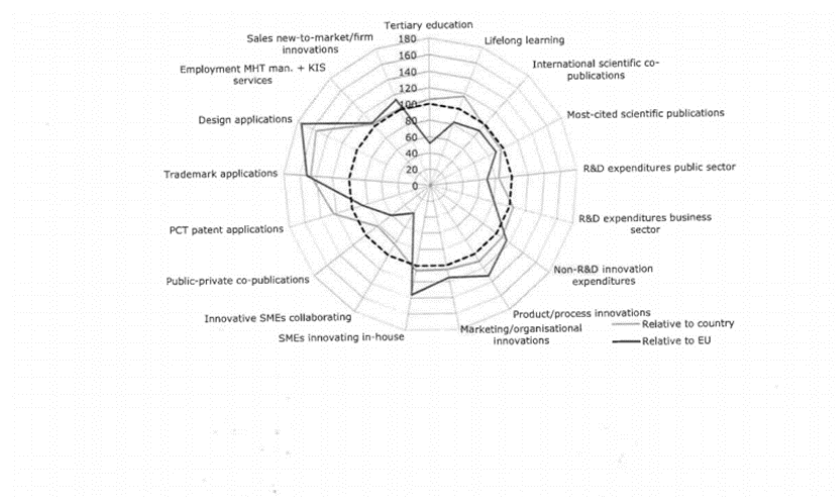 Tertiary education
Sales new-to-market/firm
innovations
180
Lifelong learning
160
Employment MHT man. + KIS
services
140
International scientific co-
publications
120
100
Design applications
80
Most-cited scientific publications
60
40
Trademark applications
20
R&D expenditures public sector
0
PCT patent applications
R&D expenditures business
sector
Public-private co-publications
Non-R&D innovation
expenditures
Innovative SMEs collaborating
Product/process innovations
SMEs innovating in-house
Marketing/organisational
innovations
Relative to country
Relative to EU